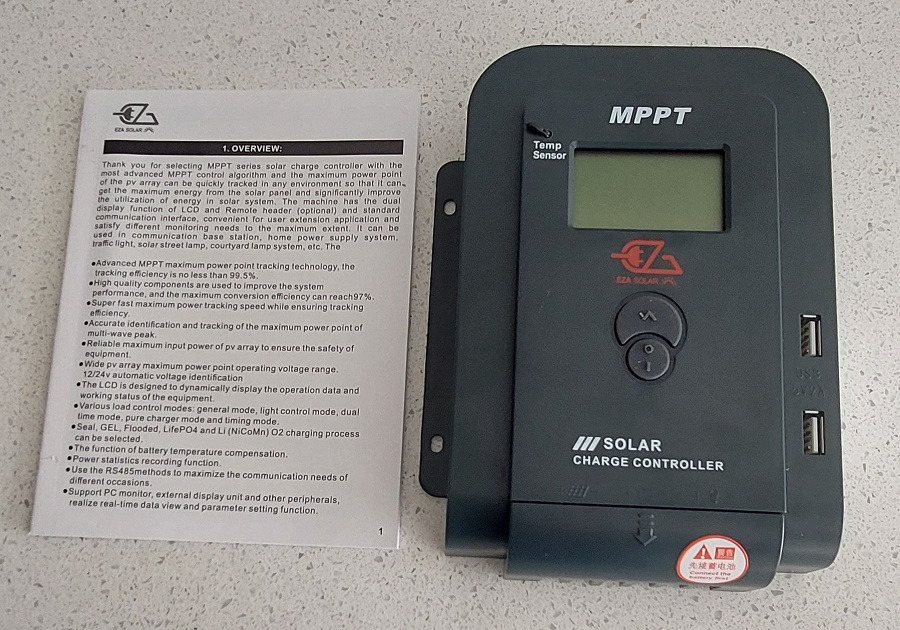 EZA SOLAR
1. OVERVIEW:
Thank you for selecting MPPT series solar charge controller with the
most advanced MPPT control algorithm and the maximum power point
of the pv array can be quickly tracked in any environment so that it can
get the maximum energy from the solar panel and significantly improve
the utilization of energy in solar system. The machine has the dual
display function of LCD and Remote header (optional) and standard
communication interface, convenient for user extension application and
satisfy different monitoring needs to the maximum extent. It can be
used in communication base station, home power supply system,
traffic light, solar street lamp, courtyard lamp system, etc. The
●Advanced MPPT maximum power point tracking technology, the
tracking efficiency is no less than 99.5%.
●High quality components are used to improve the system
performance, and the maximum conversion efficiency can reach97%.
●Super fast maximum power tracking speed while ensuring tracking
efficiency.
●Accurate identification and tracking of the maximum power point of
multi-wave peak.
●Reliable maximum input power of pv array to ensure the safety of
equipment.
●Wide pv array maximum point operating voltage range,
12/24v automatic voltage identification
●The LCD is designed to dynamically display the operation data and
working status of the equipment.
●Various load control modes: general mode, light control mode, dual
time mode, pure charger mode and timing mode.
●Seal, GEL, Flooded, LifePO4 and Li (NiCoMn) O2 charging process
can be selected.
●The function of battery temperature compensation.
●Power statistics recording function.
●Use the RS485methods to maximize the communication needs of
different occasions.
●Support PC monitor, external display unit and other peripherals,
realize real-time data view and parameter setting function.
1
MPPT
Temp
Sensor
EZA SOLAR
SOLAR
CHARGE CONTROLLER
USB
警告
先接蓄电池
Connect the
battery first